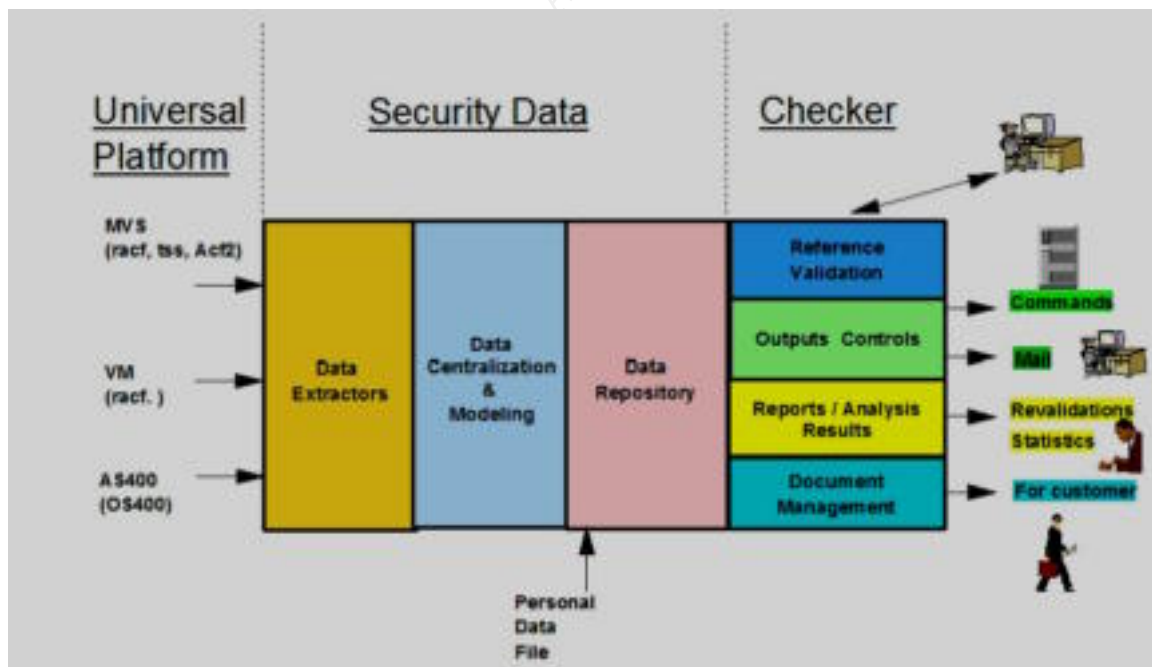 Universal
Platform
Security Data
Checker
MVS
(racf, tss, Acf2)
VM
(racf. )
AS400
(OS400)
Data
Extractors
Data
Centralization
&
Modeling
Data
Repository
Reference
Validation
Outputs Controls
Reports / Analysis
Results
Document
Management
Commands
Mail
Revalidations
Statistics
For customer
Personal
Data
File